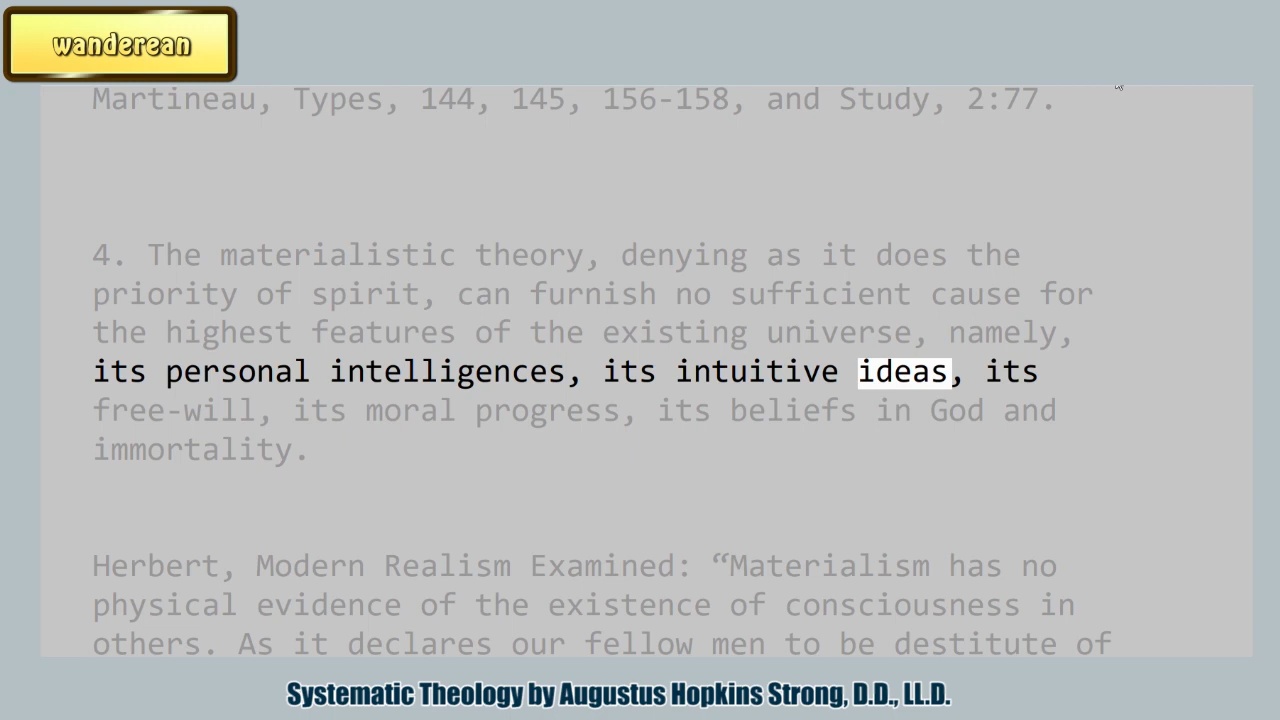 wanderean
Martineau, Types, 144, 145, 156-158, and Study, 2:77.
4. The materialistic theory, denying as it does the
priority of spirit, can furnish no sufficient cause for
the highest features of the existing universe, namely,
its personal intelligences, its intuitive ideas, its
free-will, its moral progress, its beliefs in God and
immortality.
Herbert, Modern Realism Examined: “Materialism has no
physical evidence of the existence of consciousness in
others. As it declares our fellow men to be destitute of
Systematic Theology by Augustus Hopkins Strong, D.D., LL.D.